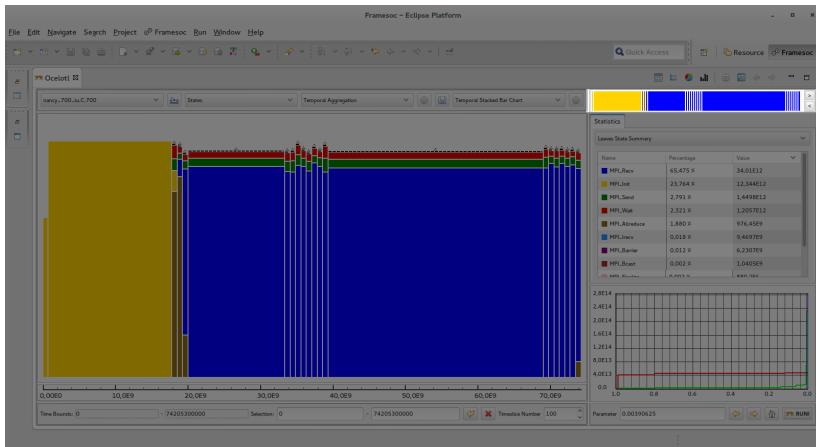 Framesoc – Eclipse Platform
File Edit Navigate Search Project Framesoc Run Window Help
Quick Access
Resource
Framesoc
Ocelotl
nancy_700_lu.C.700
States
Temporal Aggregation
Temporal Stacked Bar Chart
Statistics
Leaves State Summary
Name Percentage Value
MPI_Recv 65,475 % 34,01E12
MPI_Init 23,764 % 12,344E12
MPI_Send 2,791 % 1,4498E12
MPI_Wait 2,321 % 1,2057E12
MPI_Allreduce 1,880 % 976,45E9
MPI_Irecv 0,018 % 9,4697E9
MPI_Barrier 0,012 % 6,2307E9
MPI_Bcast 0,002 % 1,0405E9
2,8E14
2,4E14
2,0E14
1,6E14
1,2E14
8,0E13
4,0E13
0,0
1.0 0.8 0.6 0.4 0.2 0.0
0,00E0 10,0E9 20,0E9 30,0E9 40,0E9 50,0E9 60,0E9 70,0E9
Time Bounds: 0 - 74205300000 Selection: 0 - 74205300000 Timeslice Number 100
Parameter 0.00390625 RUN!